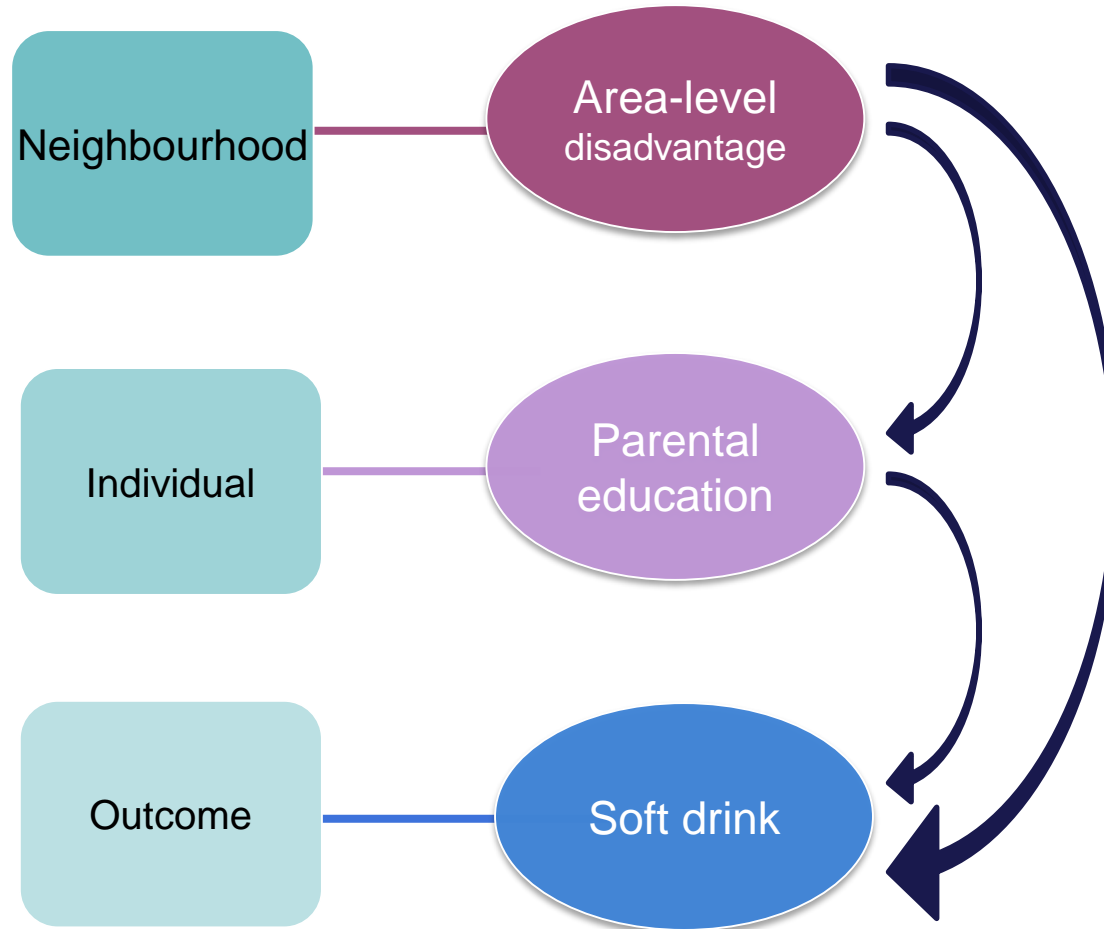 Neighbourhood
Area-level
disadvantage
Individual
Parental
education
Outcome
Soft drink